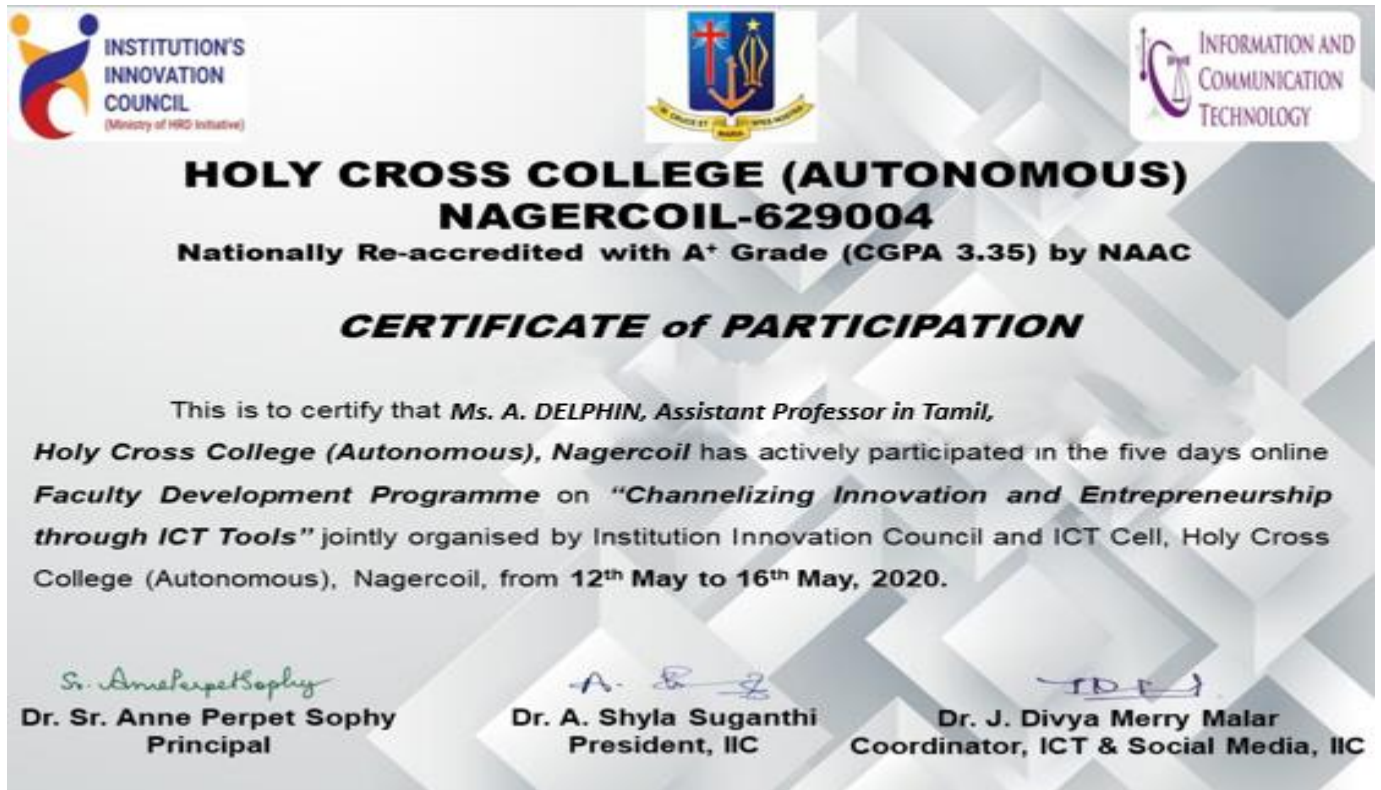 INSTITUTION'S
INNOVATION
COUNCIL
(Ministry of HRD Initiative)
INFORMATION AND
COMMUNICATION
TECHNOLOGY
HOLY CROSS COLLEGE (AUTONOMOUS)
NAGERCOIL-629004
Nationally Re-accredited with A⁺ Grade (CGPA 3.35) by NAAC
CERTIFICATE of PARTICIPATION
This is to certify that Ms. A. DELPHIN, Assistant Professor in Tamil,
Holy Cross College (Autonomous), Nagercoil has actively participated in the five days online
Faculty Development Programme on “Channelizing Innovation and Entrepreneurship
through ICT Tools” jointly organised by Institution Innovation Council and ICT Cell, Holy Cross
College (Autonomous), Nagercoil, from 12ᵗʰ May to 16ᵗʰ May, 2020.
Sr. AnnePerpetSophy
Dr. Sr. Anne Perpet Sophy
Principal
Dr. A. Shyla Suganthi
President, IIC
Dr. J. Divya Merry Malar
Coordinator, ICT & Social Media, IIC